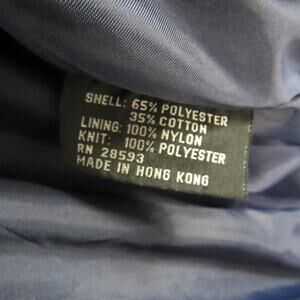 SHELL: 65% POLYESTER
35% COTTON
LINING: 100% NYLON
KNIT: 100% POLYESTER
RN 28593
MADE IN HONG KONG